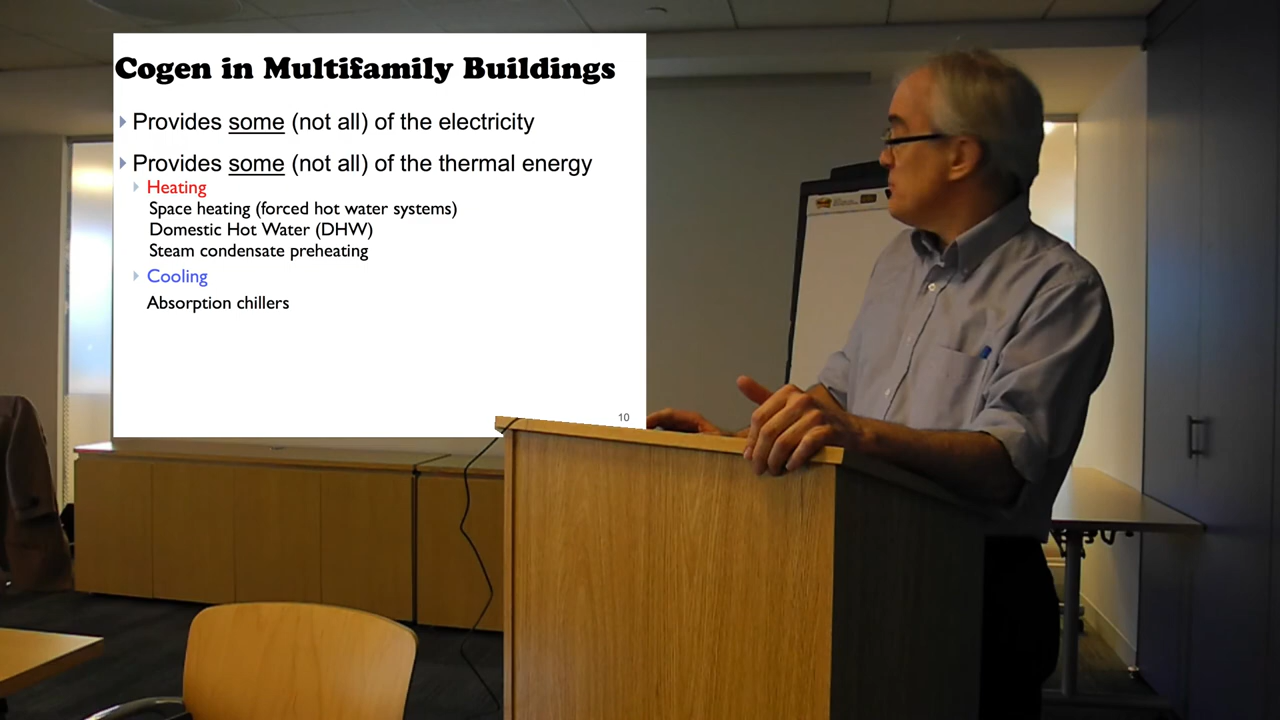 Cogen in Multifamily Buildings
Provides some (not all) of the electricity
Provides some (not all) of the thermal energy
Heating
Space heating (forced hot water systems)
Domestic Hot Water (DHW)
Steam condensate preheating
Cooling
Absorption chillers
10